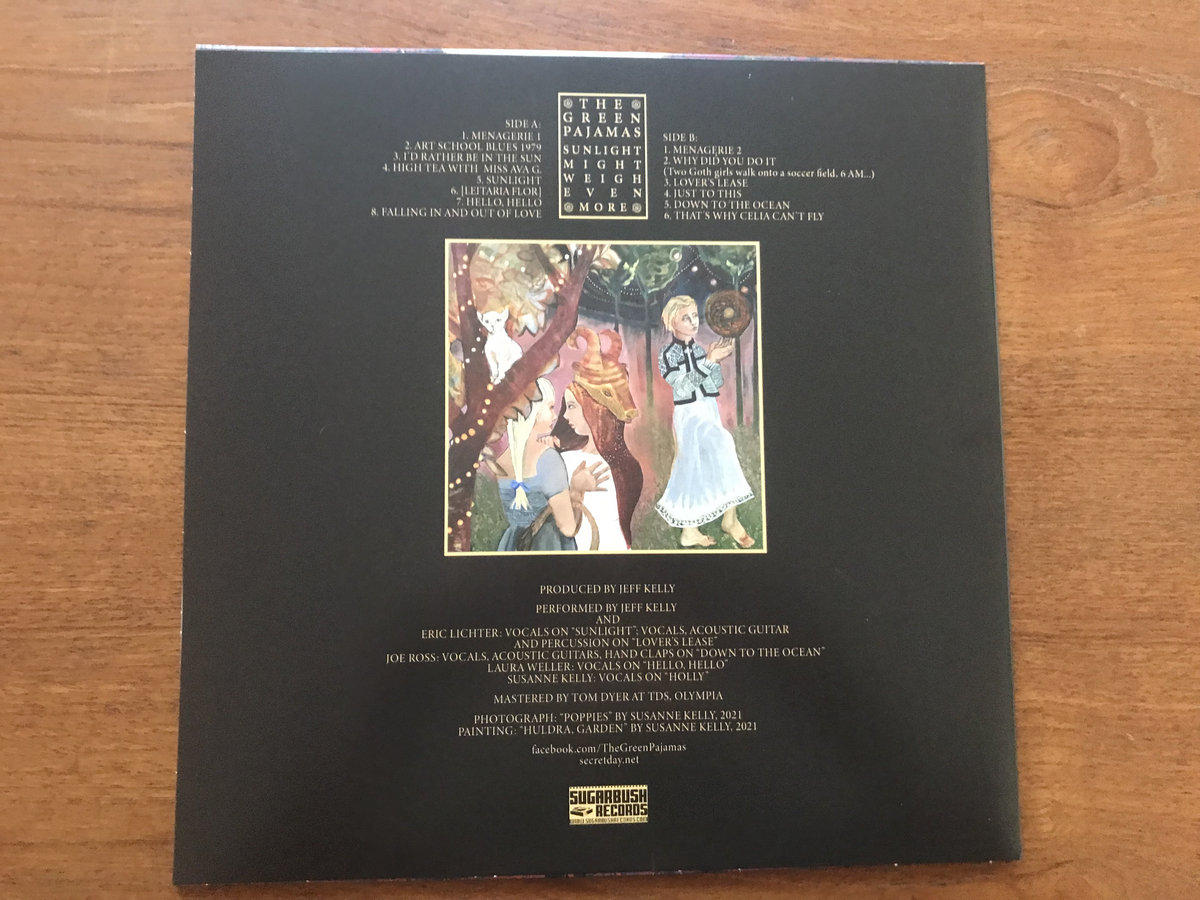 SIDE A:
1. MENAGERIE 1
2. ART SCHOOL BLUES 1979
3. I'D RATHER BE IN THE SUN
4. HIGH TEA WITH MISS AVA G.
5. SUNLIGHT
6. [LEITARIA FLOR]
7. HELLO, HELLO
8. FALLING IN AND OUT OF LOVE
THE
GREEN
PAJAMAS
SUNLIGHT
MIGHT
WEIGH
EVEN
MORE
SIDE B:
1. MENAGERIE 2
2. WHY DID YOU DO IT
(Two Goth girls walk onto a soccer field, 6 AM...)
3. LOVER'S LEASE
4. JUST TO THIS
5. DOWN TO THE OCEAN
6. THAT'S WHY CELIA CAN'T FLY
PRODUCED BY JEFF KELLY
PERFORMED BY JEFF KELLY
AND
ERIC LICHTER: VOCALS ON "SUNLIGHT"; VOCALS, ACOUSTIC GUITAR
AND PERCUSSION ON "LOVER'S LEASE"
JOE ROSS: VOCALS, ACOUSTIC GUITARS, HAND CLAPS ON "DOWN TO THE OCEAN"
LAURA WELLER: VOCALS ON "HELLO, HELLO"
SUSANNE KELLY: VOCALS ON "HOLLY"
MASTERED BY TOM DYER AT TDS, OLYMPIA
PHOTOGRAPH: "POPPIES" BY SUSANNE KELLY, 2021
PAINTING: "HULDRA, GARDEN" BY SUSANNE KELLY, 2021
facebook.com/TheGreenPajamas
secretday.net
SUGARBUSH
RECORDS
WWW.SUGARBUSHRECORDS.COM